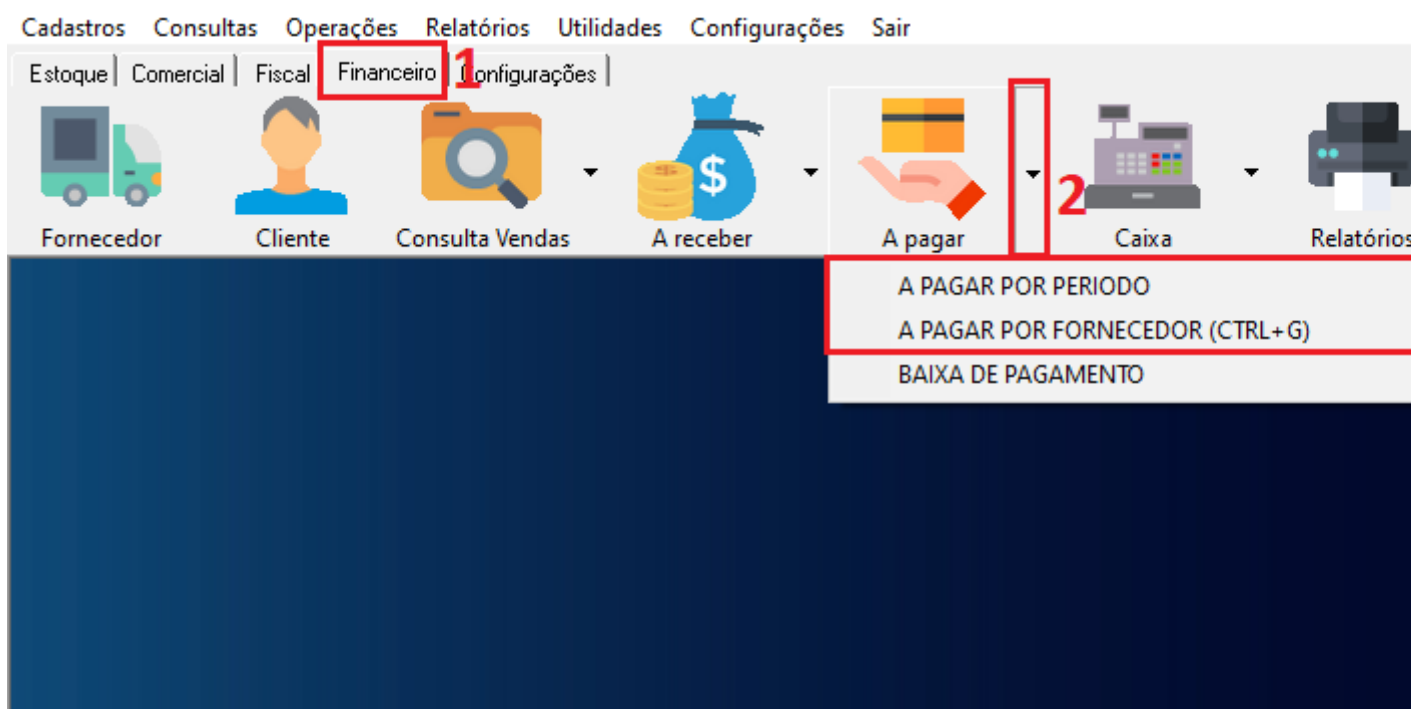 Cadastros Consultas Operações Relatórios Utilidades Configurações Sair
Estoque Comercial Fiscal Financeiro 1 Configurações
$
2
Fornecedor Cliente Consulta Vendas A receber A pagar Caixa Relatórios
A PAGAR POR PERIODO
A PAGAR POR FORNECEDOR (CTRL+G)
BAIXA DE PAGAMENTO